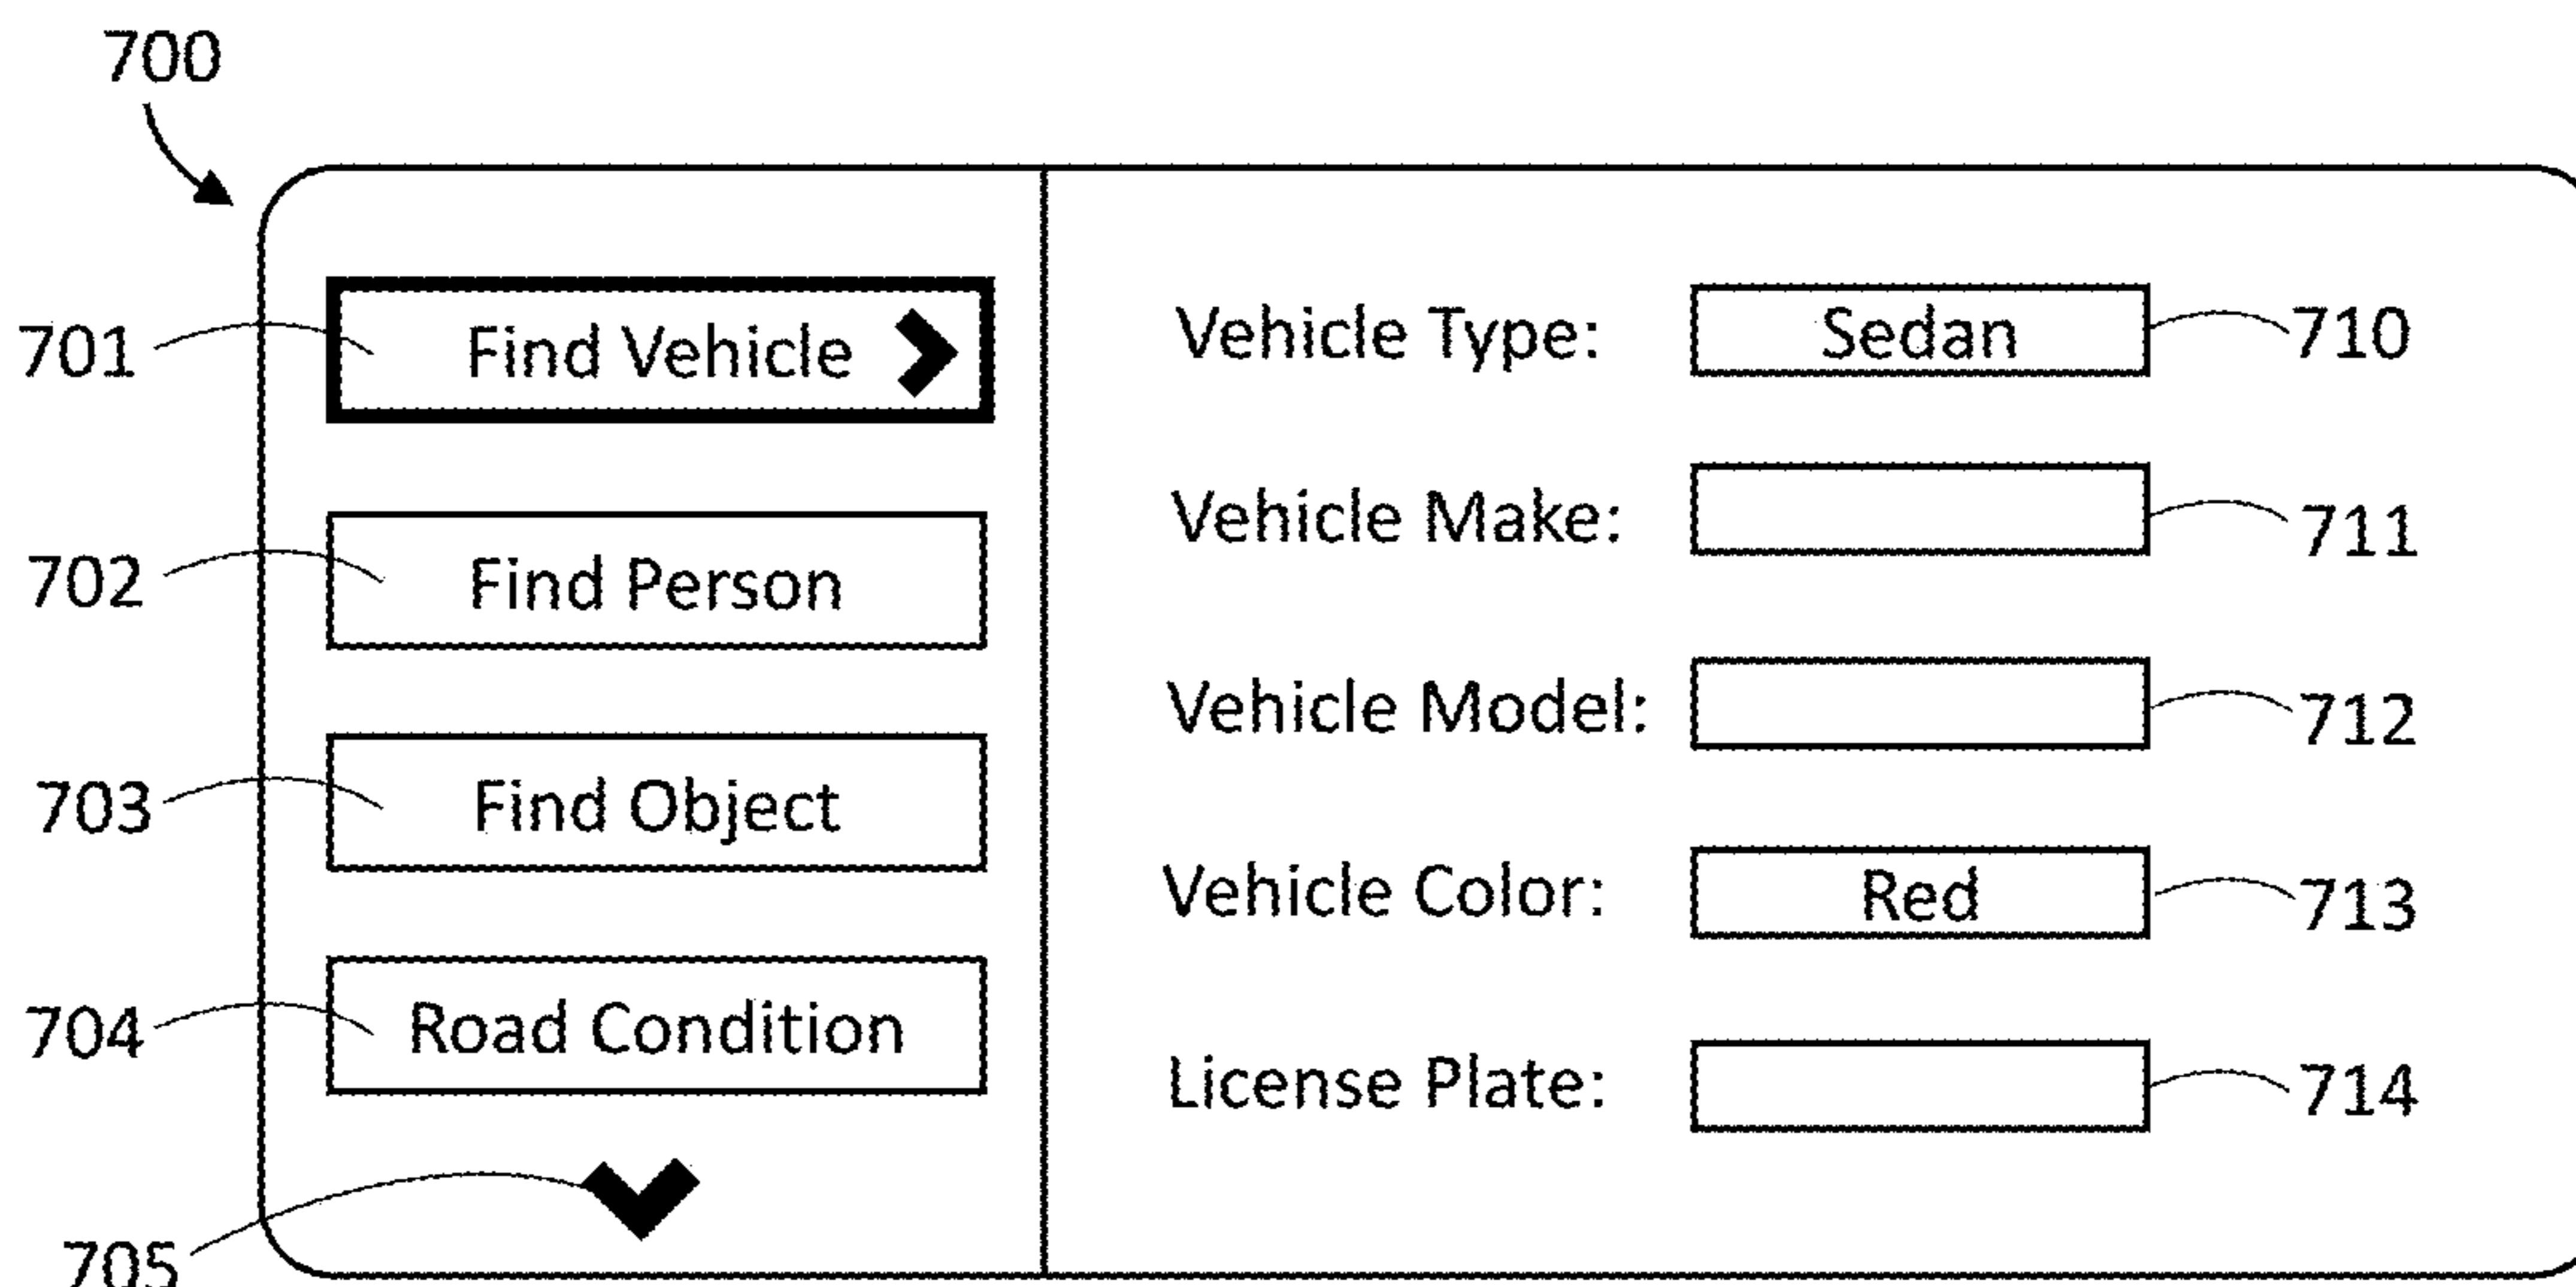 700
701 Find Vehicle
702 Find Person
703 Find Object
704 Road Condition
705
Vehicle Type: Sedan 710
Vehicle Make: 711
Vehicle Model: 712
Vehicle Color: Red 713
License Plate: 714